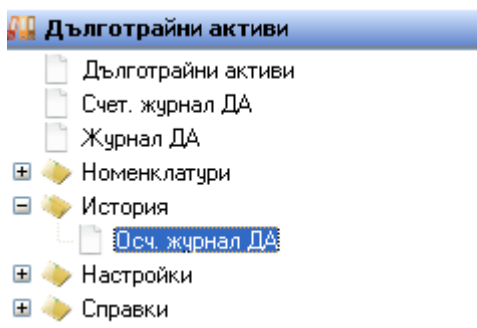 Дълготрайни активи
Дълготрайни активи
Счет. журнал ДА
Журнал ДА
Номенклатури
История
Осч. журнал ДА
Настройки
Справки